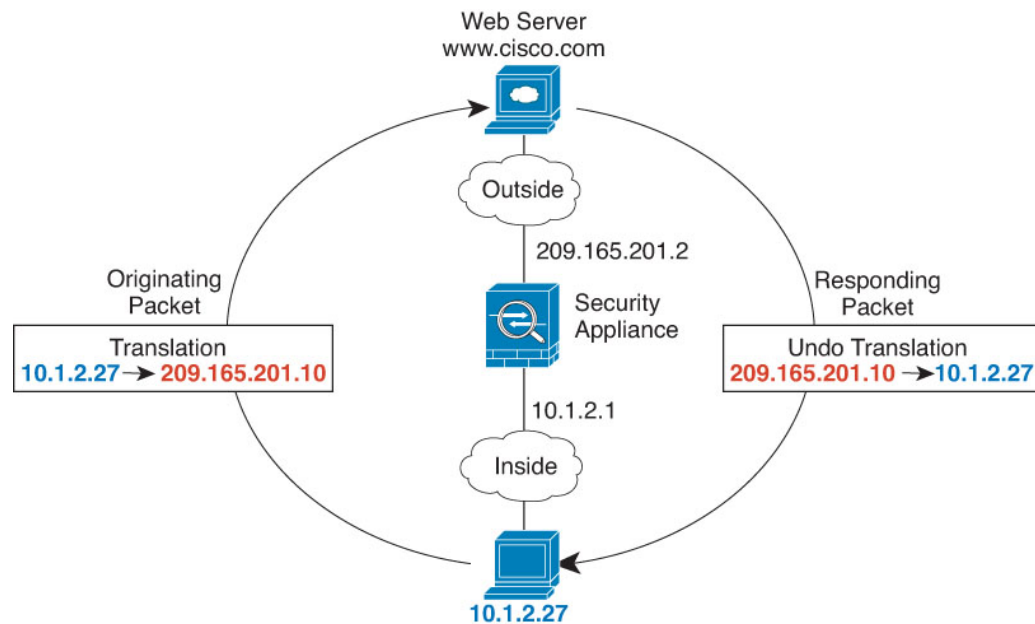 Web Server
www.cisco.com
Outside
209.165.201.2
Originating
Packet
Responding
Packet
Security
Appliance
Translation
10.1.2.27 209.165.201.10
Undo Translation
209.165.201.10 10.1.2.27
10.1.2.1
Inside
10.1.2.27